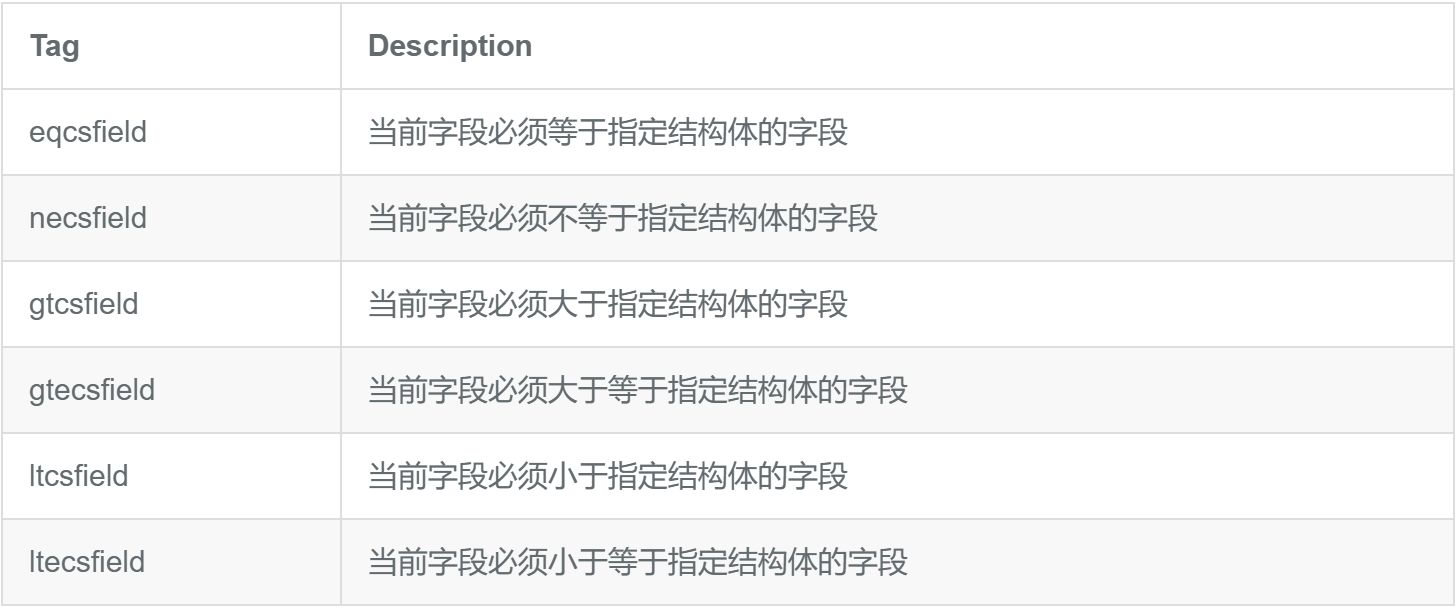 Tag Description
eqcsfield 当前字段必须等于指定结构体的字段
necsfield 当前字段必须不等于指定结构体的字段
gtcsfield 当前字段必须大于指定结构体的字段
gtecsfield 当前字段必须大于等于指定结构体的字段
ltcsfield 当前字段必须小于指定结构体的字段
ltecsfield 当前字段必须小于等于指定结构体的字段